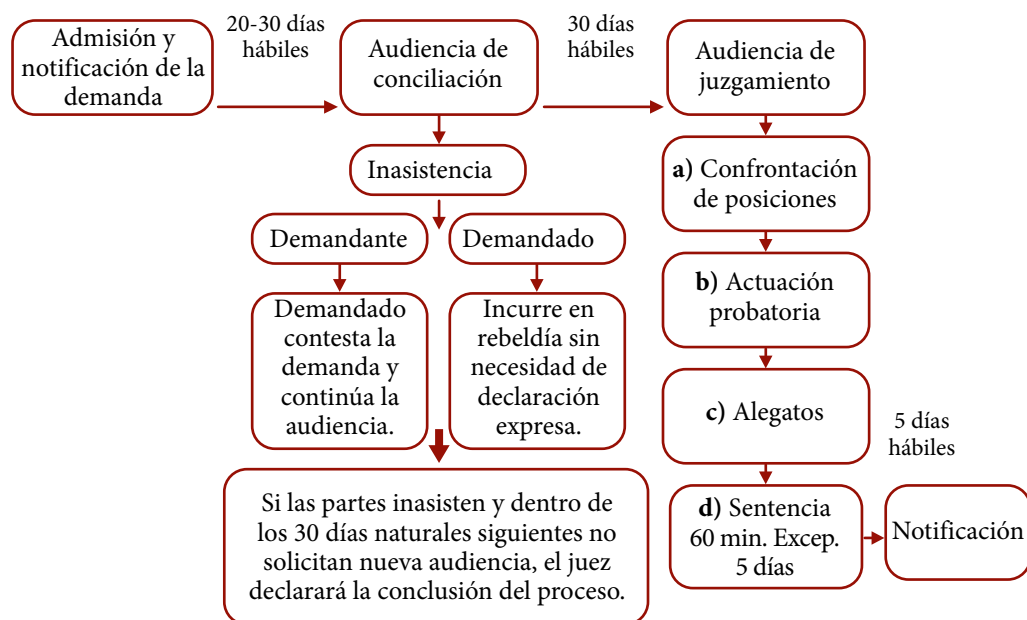 Admisión y
notificación de la
demanda
20-30 días
hábiles
Audiencia de
conciliación
30 días
hábiles
Audiencia de
juzgamiento
Inasistencia
Demandante
Demandado
Demandado
contesta la
demanda y
continúa la
audiencia.
Incurre en
rebeldía sin
necesidad de
declaración
expresa.
Si las partes inasisten y dentro de
los 30 días naturales siguientes no
solicitan nueva audiencia, el juez
declarará la conclusión del proceso.
a) Confrontación
de posiciones
b) Actuación
probatoria
c) Alegatos
5 días
hábiles
d) Sentencia
60 min. Excep.
5 días
Notificación